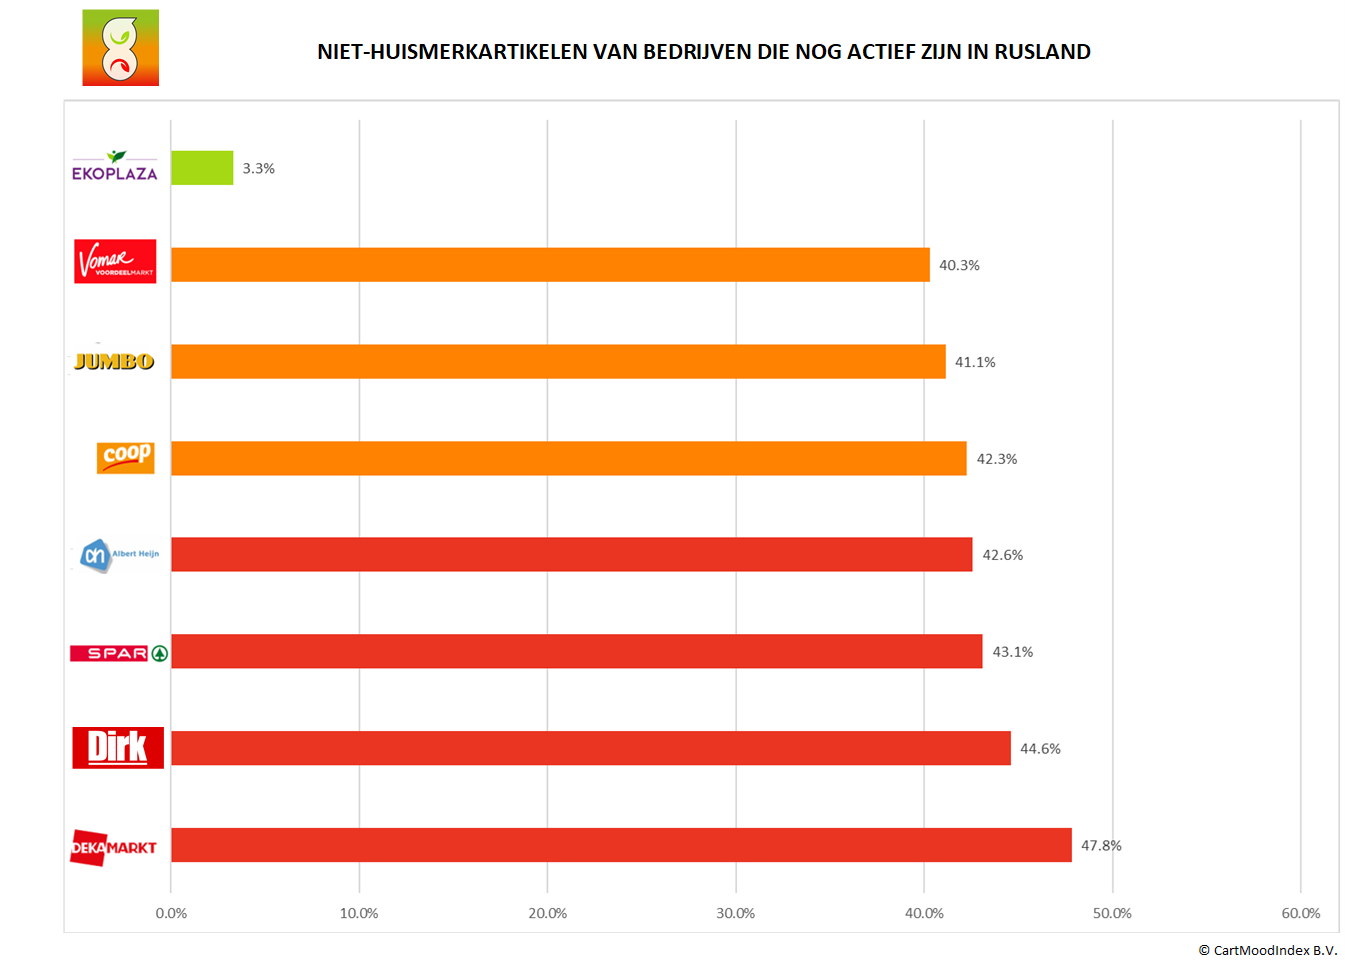 NIET-HUISMERKARTIKELEN VAN BEDRIJVEN DIE NOG ACTIEF ZIJN IN RUSLAND
EKOPLAZA
3.3%
Vomar
VOORDEELMARKT
40.3%
JUMBO
41.1%
coop
42.3%
ah Albert Heijn
42.6%
SPAR
43.1%
Dirk
44.6%
DEKAMARKT
47.8%
0.0% 10.0% 20.0% 30.0% 40.0% 50.0% 60.0%
© CartMoodIndex B.V.